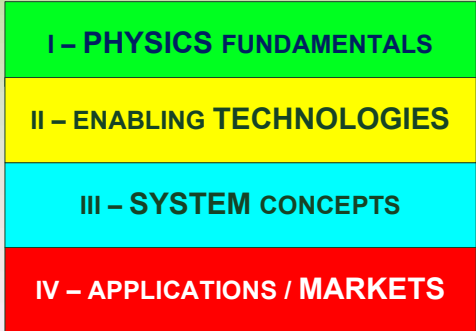 I – PHYSICS FUNDAMENTALS
II – ENABLING TECHNOLOGIES
III – SYSTEM CONCEPTS
IV – APPLICATIONS / MARKETS